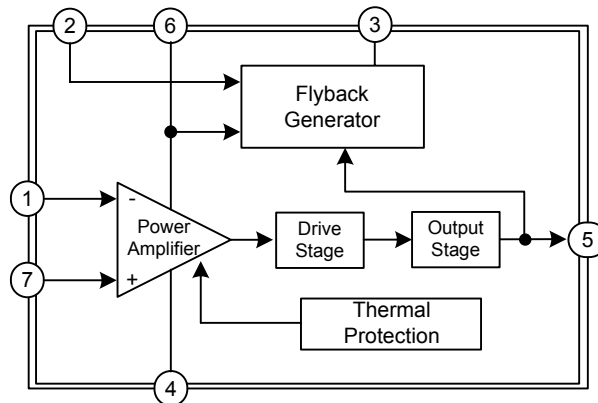 2
6
3
Flyback
Generator
1
-
Power
Amplifier
+
7
Drive
Stage
Output
Stage
5
Thermal
Protection
4